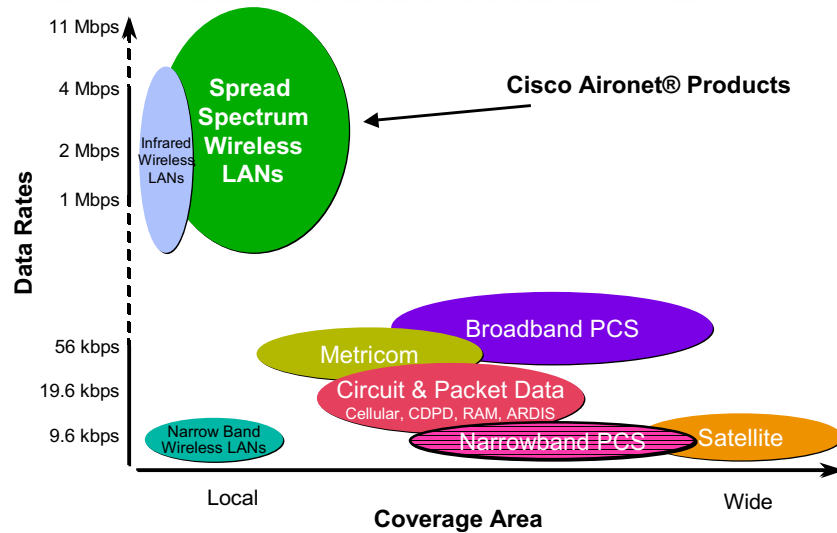 11 Mbps
4 Mbps
2 Mbps
1 Mbps
56 kbps
19.6 kbps
9.6 kbps
Data Rates
Spread
Spectrum
Wireless
LANs
Infrared
Wireless
LANs
Cisco Aironet® Products
Broadband PCS
Metricom
Circuit & Packet Data
Cellular, CDPD, RAM, ARDIS
Narrow Band
Wireless LANs
Narrowband PCS
Satellite
Local
Wide
Coverage Area